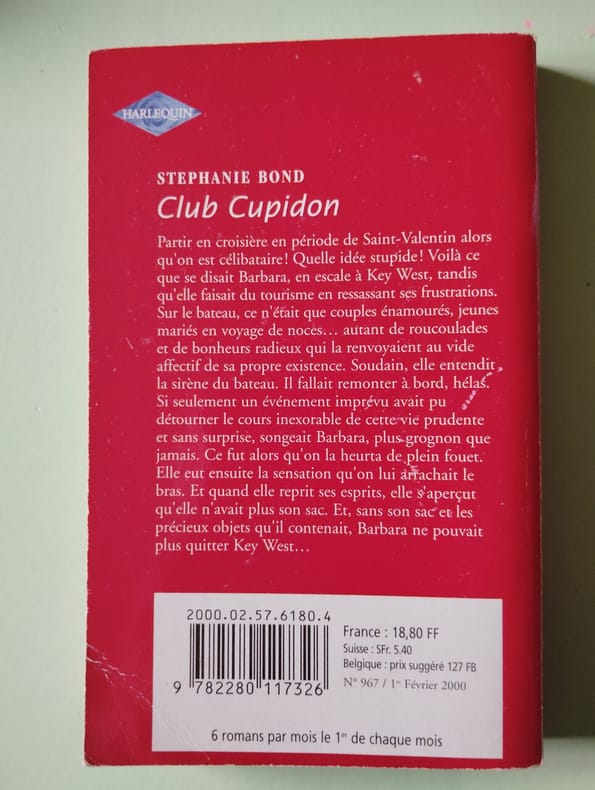 HARLEQUIN
STEPHANIE BOND
Club Cupidon
Partir en croisière en période de Saint-Valentin alors
qu'on est célibataire! Quelle idée stupide! Voilà ce
que se disait Barbara, en escale à Key West, tandis
qu'elle faisait du tourisme en ressassant ses frustrations.
Sur le bateau, ce n'était que couples énamourés, jeunes
mariés en voyage de noces... autant de roucoulades
et de bonheurs radieux qui la renvoyaient au vide
affectif de sa propre existence. Soudain, elle entendit
la sirène du bateau. Il fallait remonter à bord, hélas.
Si seulement un événement imprévu avait pu
détourner le cours inexorable de cette vie prudente
et sans surprise, songeait Barbara, plus grognon que
jamais. Ce fut alors qu'on la heurta de plein fouet.
Elle eut ensuite la sensation qu'on lui arrachait le
bras. Et quand elle reprit ses esprits, elle s'aperçut
qu'elle n'avait plus son sac. Et, sans son sac et les
précieux objets qu'il contenait, Barbara ne pouvait
plus quitter Key West...
2000.02.57.6180.4
9 782280 117326
France : 18,80 FF
Suisse : SFr. 5.40
Belgique : prix suggéré 127 FB
N° 967 / 1er Février 2000
6 romans par mois le 1er de chaque mois